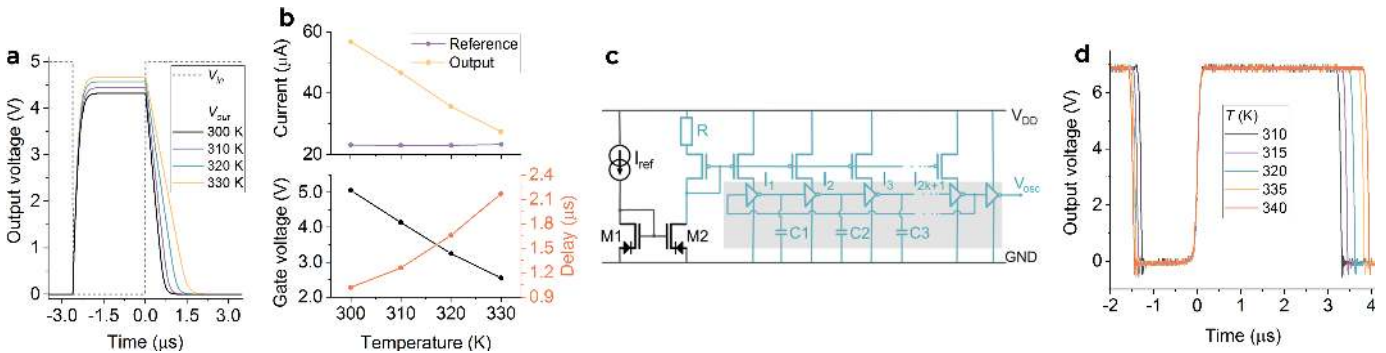 a
Output voltage (V)
5
4
3
2
1
0
V_in
V_out
300 K
310 K
320 K
330 K
-3.0 -1.5 0.0 1.5 3.0
Time (μs)
b
Current (μA)
60
40
20
Reference
Output
Gate voltage (V)
5.0
4.0
3.0
2.0
2.4
2.1
1.8
1.5
1.2
0.9
Delay (μs)
300 310 320 330
Temperature (K)
c
V_DD
R
I_ref
I_1 I_2 I_3 I_2k+1
V_osc
M1 M2
C1 C2 C3
GND
d
Output voltage (V)
6
4
2
0
T (K)
310
315
320
335
340
-2 -1 0 1 2 3 4
Time (μs)